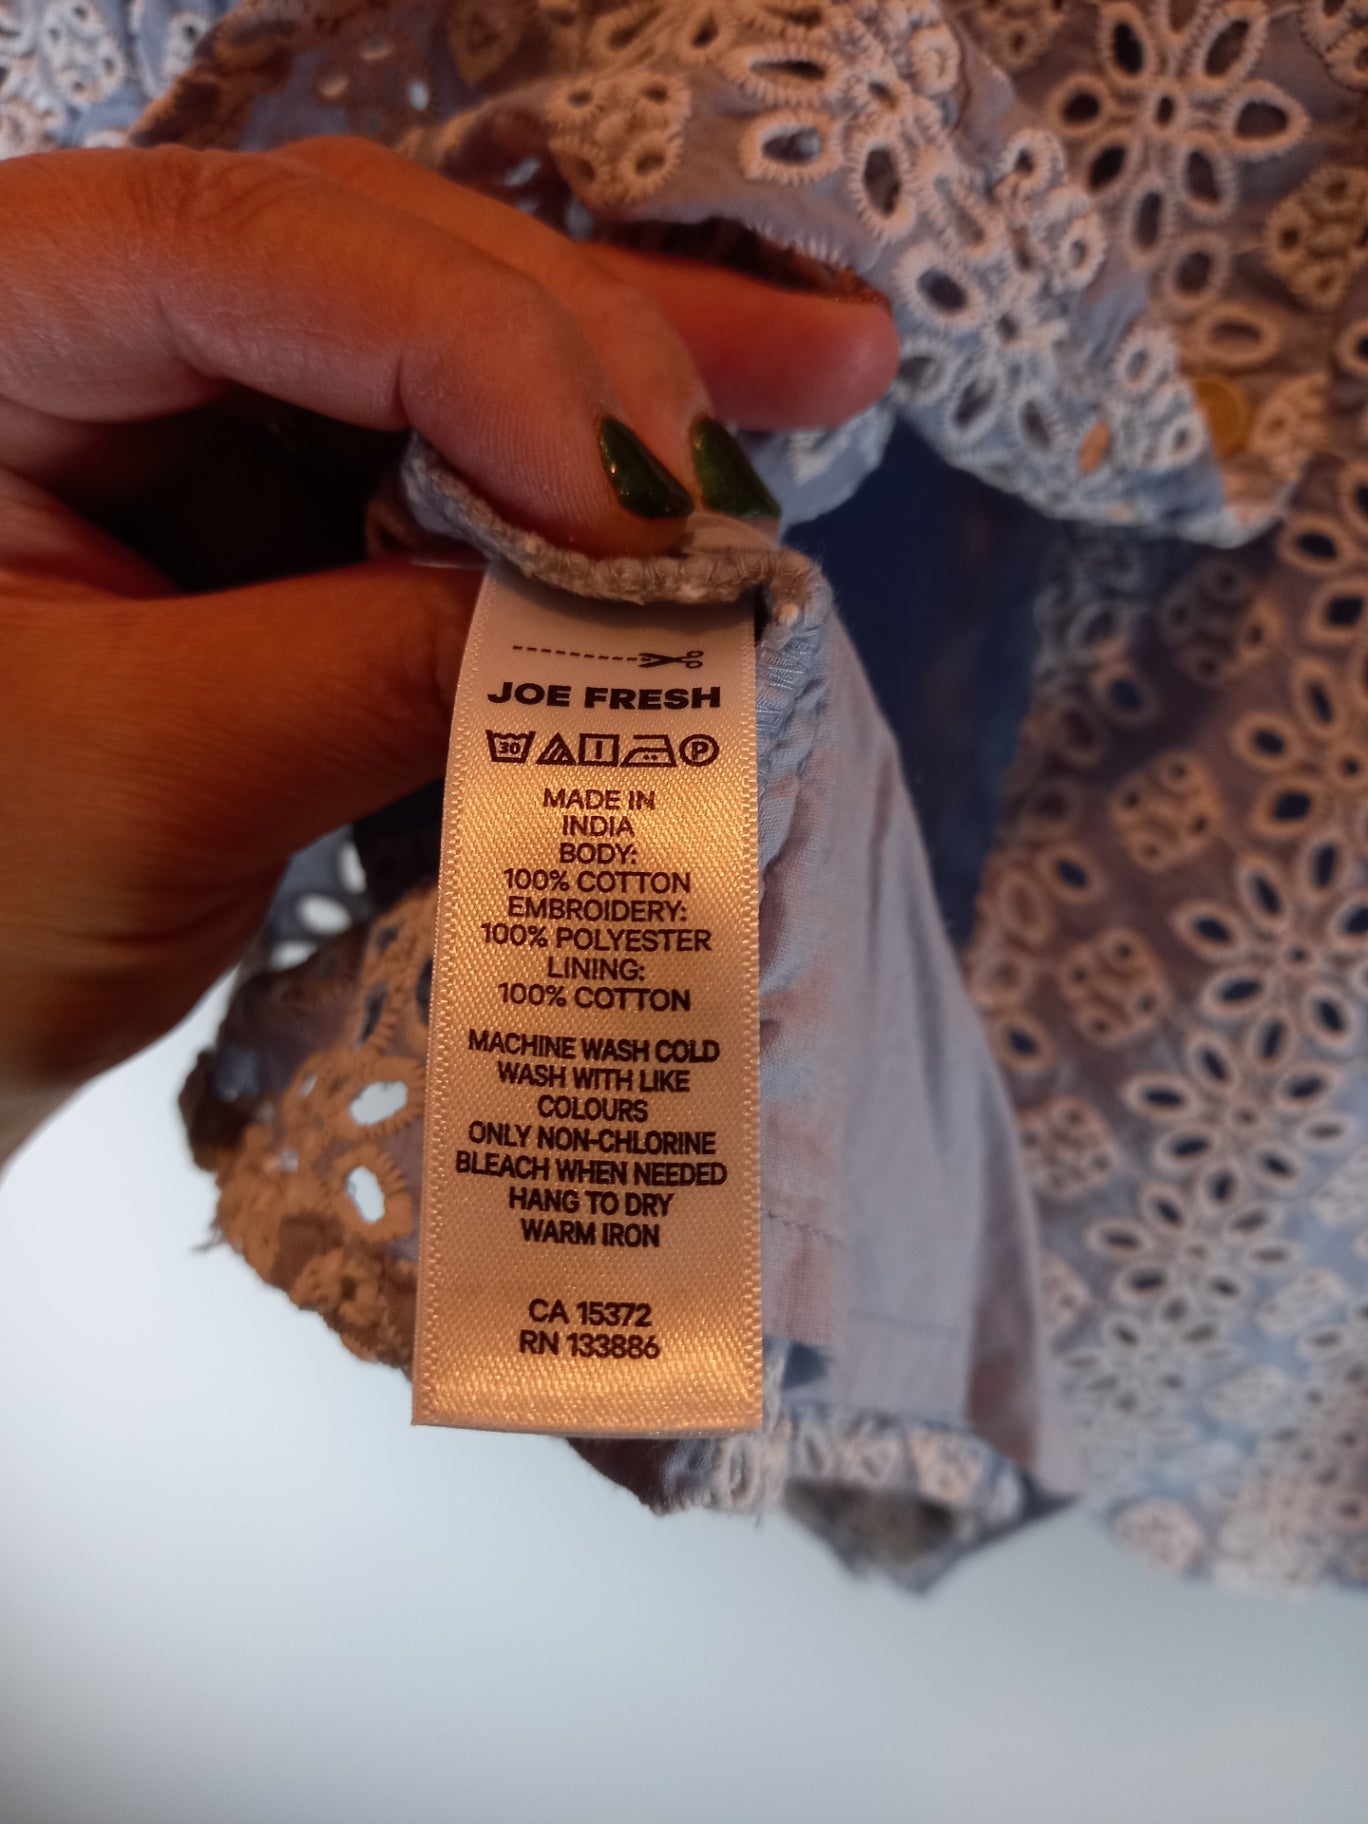 JOE FRESH
30 P
MADE IN
INDIA
BODY:
100% COTTON
EMBROIDERY:
100% POLYESTER
LINING:
100% COTTON
MACHINE WASH COLD
WASH WITH LIKE
COLOURS
ONLY NON-CHLORINE
BLEACH WHEN NEEDED
HANG TO DRY
WARM IRON
CA 15372
RN 133886